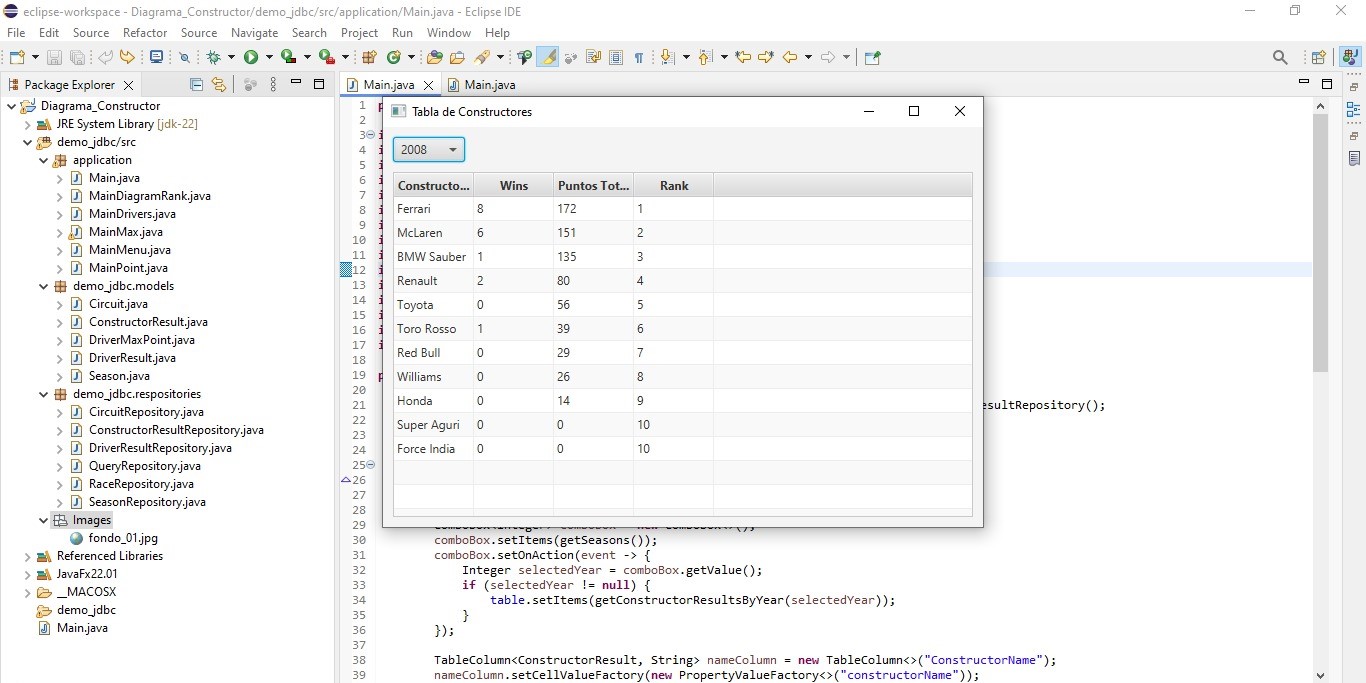 eclipse-workspace - Diagrama_Constructor/demo_jdbc/src/application/Main.java - Eclipse IDE
File Edit Source Refactor Source Navigate Search Project Run Window Help
Package Explorer
Diagrama_Constructor
JRE System Library [jdk-22]
demo_jdbc/src
application
Main.java
MainDiagramRank.java
MainDrivers.java
MainMax.java
MainMenu.java
MainPoint.java
demo_jdbc.models
Circuit.java
ConstructorResult.java
DriverMaxPoint.java
DriverResult.java
Season.java
demo_jdbc.respositories
CircuitRepository.java
ConstructorResultRepository.java
DriverResultRepository.java
QueryRepository.java
RaceRepository.java
SeasonRepository.java
Images
fondo_01.jpg
Referenced Libraries
JavaFx22.01
__MACOSX
demo_jdbc
Main.java
Main.java Main.java
Tabla de Constructores
2008
Constructo... Wins Puntos Tot... Rank
Ferrari 8 172 1
McLaren 6 151 2
BMW Sauber 1 135 3
Renault 2 80 4
Toyota 0 56 5
Toro Rosso 1 39 6
Red Bull 0 29 7
Williams 0 26 8
Honda 0 14 9
Super Aguri 0 0 10
Force India 0 0 10
1
2
3
4
5
6
7
8
9
10
11
12
13
14
15
16
17
18
19
20
21 esultRepository();
22
23
24
25
26
27
28
29
30 comboBox.setItems(getSeasons());
31 comboBox.setOnAction(event -> {
32 Integer selectedYear = comboBox.getValue();
33 if (selectedYear != null) {
34 table.setItems(getConstructorResultsByYear(selectedYear));
35 }
36 });
37
38 TableColumn<ConstructorResult, String> nameColumn = new TableColumn<>("ConstructorName");
39 nameColumn.setCellValueFactory(new PropertyValueFactory<>("constructorName"));